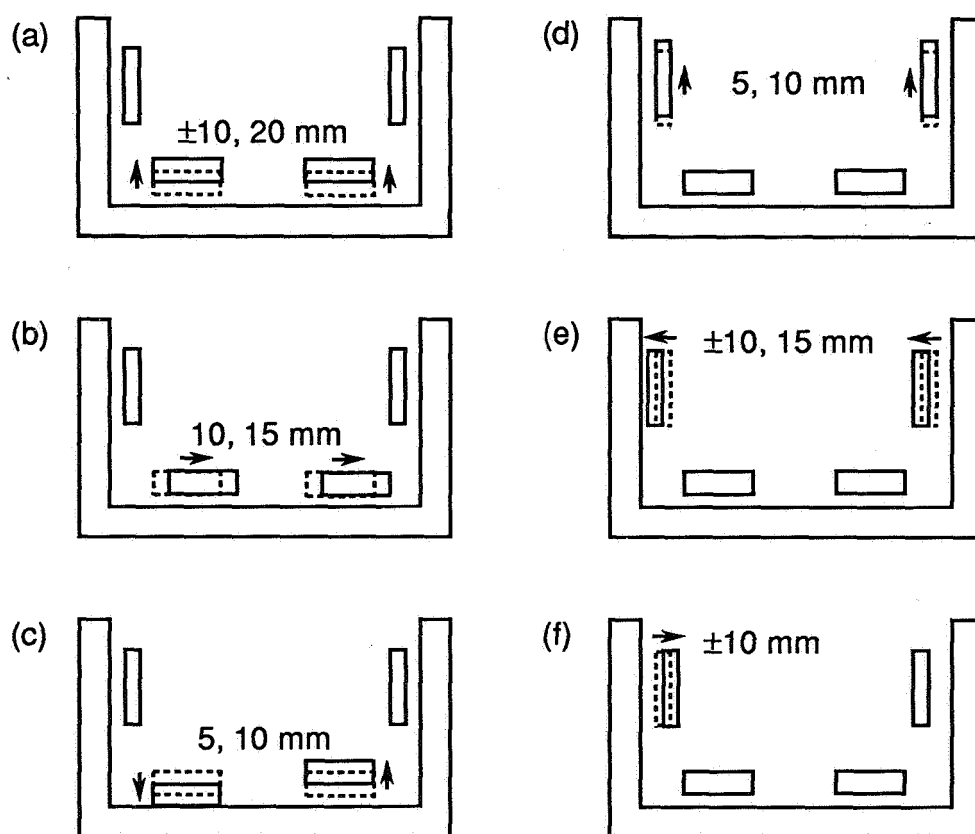 (a)
±10, 20 mm
(b)
10, 15 mm
(c)
5, 10 mm
(d)
5, 10 mm
(e)
±10, 15 mm
(f)
±10 mm